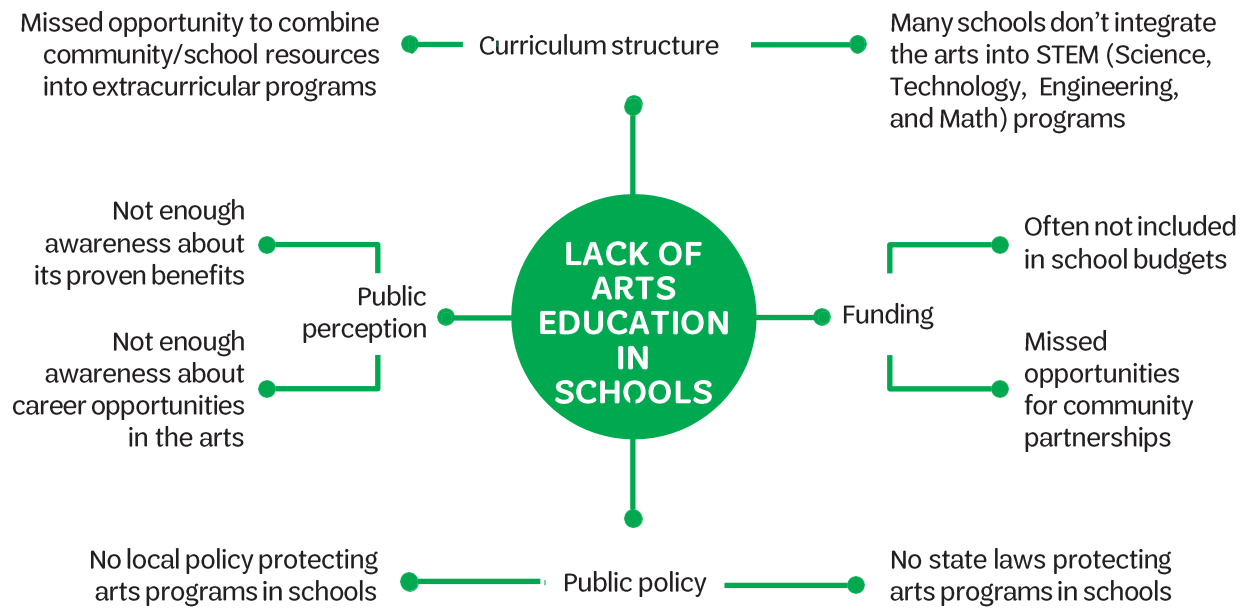 Missed opportunity to combine
community/school resources
into extracurricular programs
Curriculum structure
Many schools don’t integrate
the arts into STEM (Science,
Technology, Engineering,
and Math) programs
Not enough
awareness about
its proven benefits
Public
perception
Not enough
awareness about
career opportunities
in the arts
LACK OF
ARTS
EDUCATION
IN
SCHOOLS
Funding
Often not included
in school budgets
Missed
opportunities
for community
partnerships
No local policy protecting
arts programs in schools
Public policy
No state laws protecting
arts programs in schools